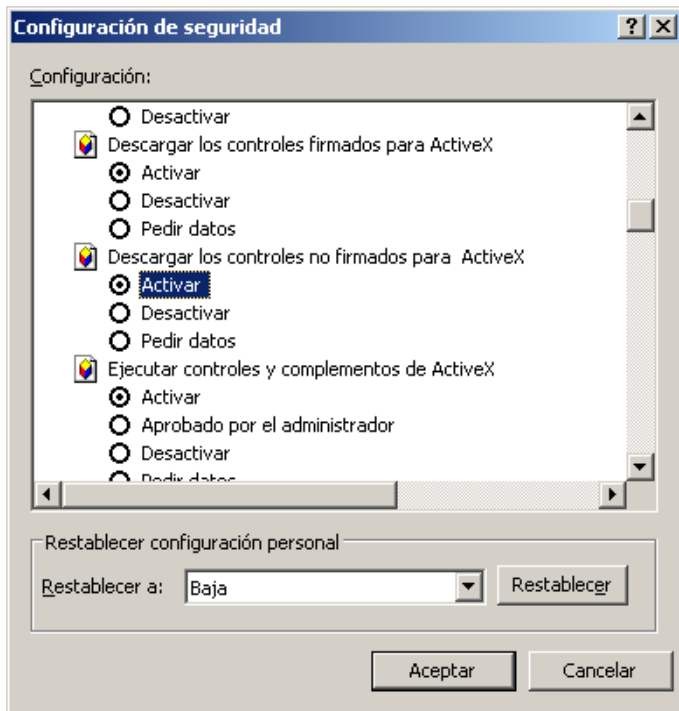 Configuración de seguridad
Configuración:
Desactivar
Descargar los controles firmados para ActiveX
Activar
Desactivar
Pedir datos
Descargar los controles no firmados para ActiveX
Activar
Desactivar
Pedir datos
Ejecutar controles y complementos de ActiveX
Activar
Aprobado por el administrador
Desactivar
Pedir datos
Restablecer configuración personal
Restablecer a: Baja Restablecer
Aceptar Cancelar